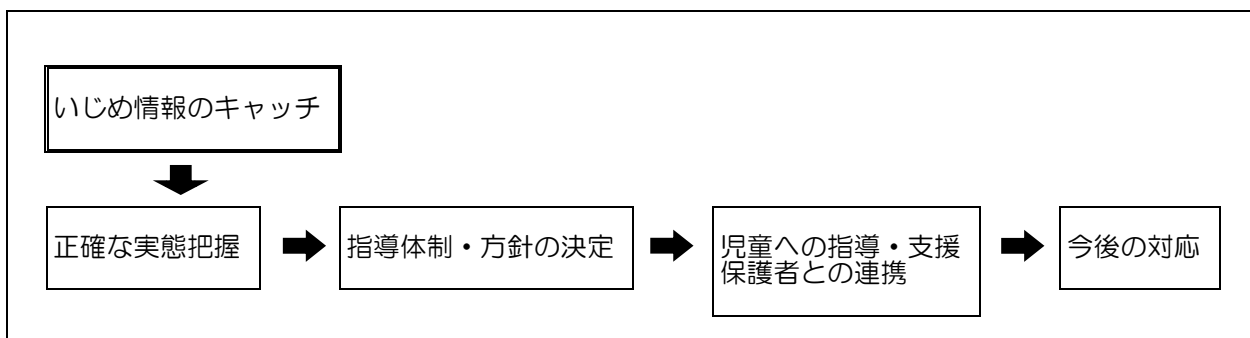 いじめ情報のキャッチ
正確な実態把握
指導体制・方針の決定
児童への指導・支援
保護者との連携
今後の対応